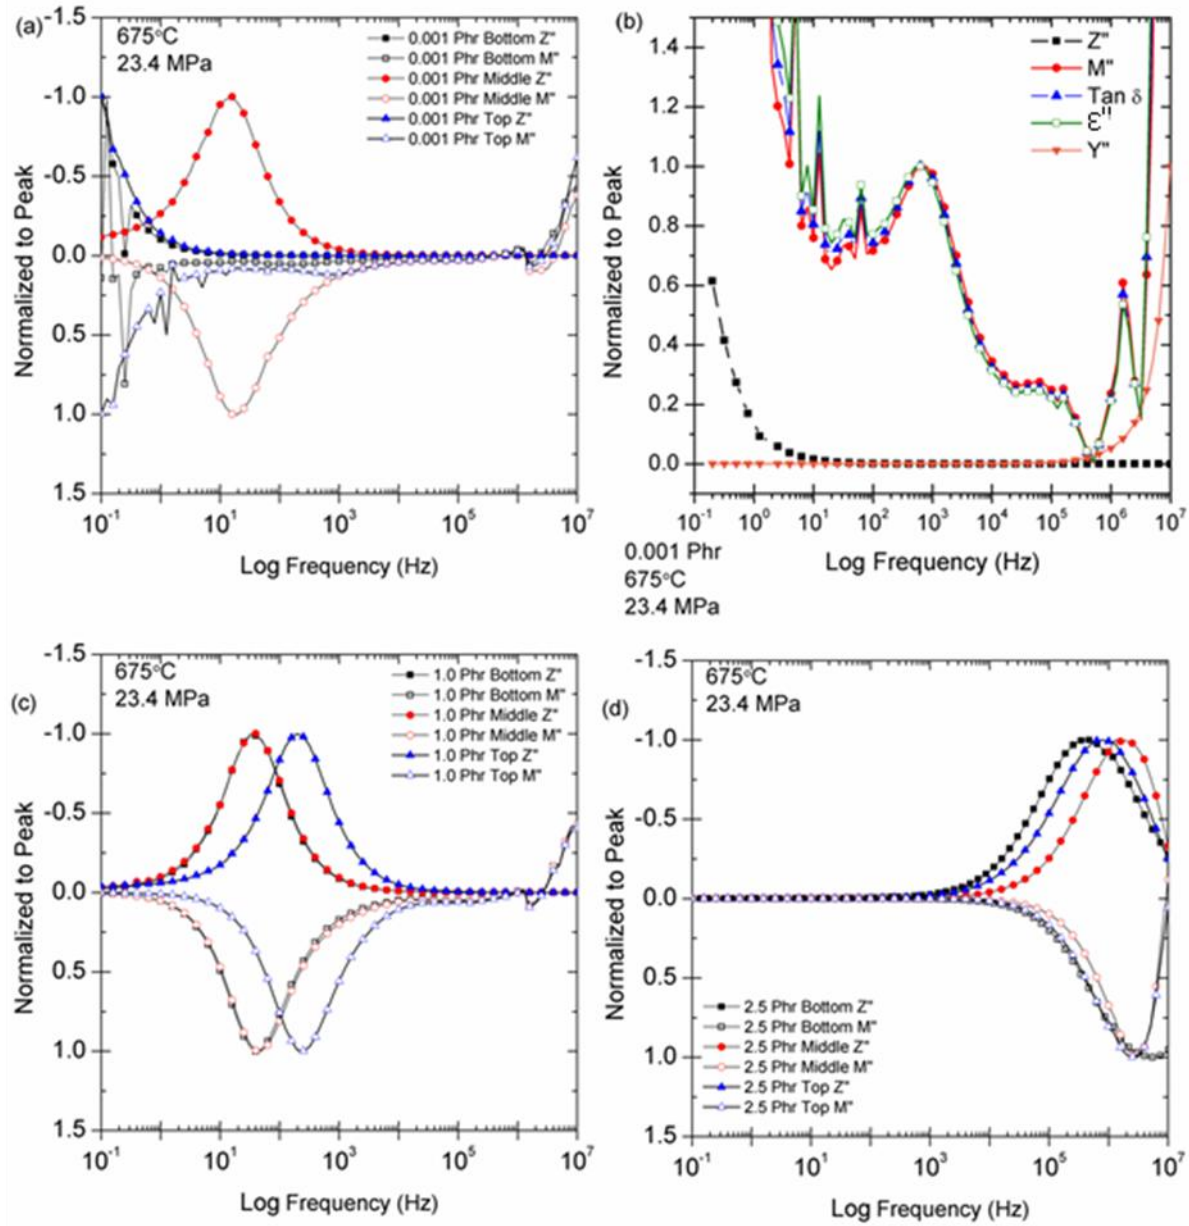 (a)
675°C
23.4 MPa
0.001 Phr Bottom Z"
0.001 Phr Bottom M"
0.001 Phr Middle Z"
0.001 Phr Middle M"
0.001 Phr Top Z"
0.001 Phr Top M"
-1.5
-1.0
-0.5
0.0
0.5
1.0
1.5
Normalized to Peak
10⁻¹ 10¹ 10³ 10⁵ 10⁷
Log Frequency (Hz)
(b)
Z"
M"
Tan δ
ε"
Y"
1.4
1.2
1.0
0.8
0.6
0.4
0.2
0.0
Normalized to Peak
10⁻¹ 10⁰ 10¹ 10² 10³ 10⁴ 10⁵ 10⁶ 10⁷
Log Frequency (Hz)
0.001 Phr
675°C
23.4 MPa
(c)
675°C
23.4 MPa
1.0 Phr Bottom Z"
1.0 Phr Bottom M"
1.0 Phr Middle Z"
1.0 Phr Middle M"
1.0 Phr Top Z"
1.0 Phr Top M"
-1.5
-1.0
-0.5
0.0
0.5
1.0
1.5
Normalized to Peak
10⁻¹ 10¹ 10³ 10⁵ 10⁷
Log Frequency (Hz)
(d)
675°C
23.4 MPa
-1.5
-1.0
-0.5
0.0
0.5
1.0
1.5
Normalized to Peak
2.5 Phr Bottom Z"
2.5 Phr Bottom M"
2.5 Phr Middle Z"
2.5 Phr Middle M"
2.5 Phr Top Z"
2.5 Phr Top M"
10⁻¹ 10¹ 10³ 10⁵ 10⁷
Log Frequency (Hz)